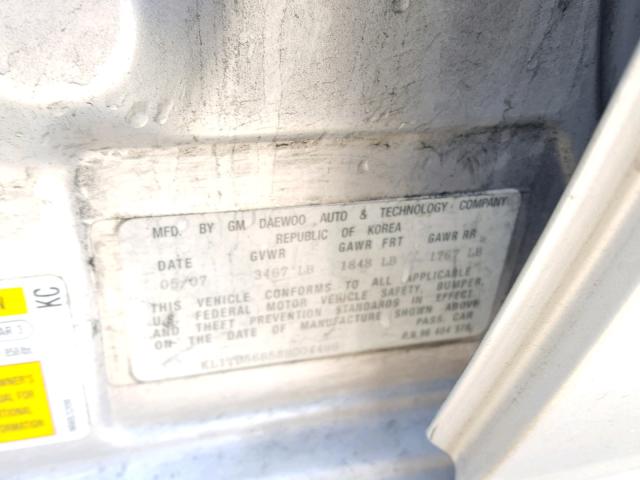 MFD. BY GM DAEWOO AUTO & TECHNOLOGY COMPANY
REPUBLIC OF KOREA
DATE GVWR GAWR FRT GAWR RR
05/07 3467 LB 1848 LB 1767 LB
THIS VEHICLE CONFORMS TO ALL APPLICABLE
U.S. FEDERAL MOTOR VEHICLE SAFETY, BUMPER,
AND THEFT PREVENTION STANDARDS IN EFFECT
ON THE DATE OF MANUFACTURE SHOWN ABOVE
PASS. CAR
KC